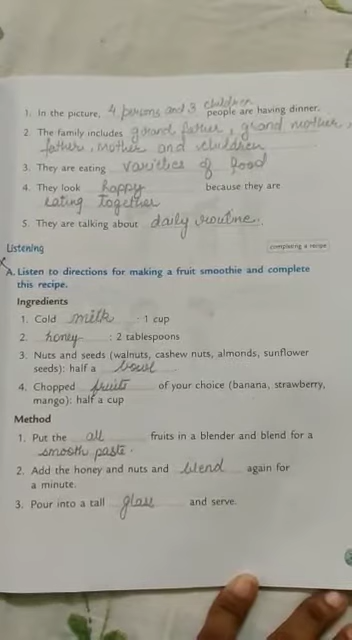 1. In the picture, 4 persons and 3 children people are having dinner.
2. The family includes grand father, grand mother,
father, Mother and children
3. They are eating varieties of food
4. They look happy because they are
eating together
5. They are talking about daily routine.
Listening
completing a recipe
A. Listen to directions for making a fruit smoothie and complete
this recipe.
Ingredients
1. Cold milk : 1 cup
2. honey : 2 tablespoons
3. Nuts and seeds (walnuts, cashew nuts, almonds, sunflower
seeds): half a bowl
4. Chopped fruits of your choice (banana, strawberry,
mango): half a cup
Method
1. Put the all fruits in a blender and blend for a
smooth paste.
2. Add the honey and nuts and blend again for
a minute.
3. Pour into a tall glass and serve.